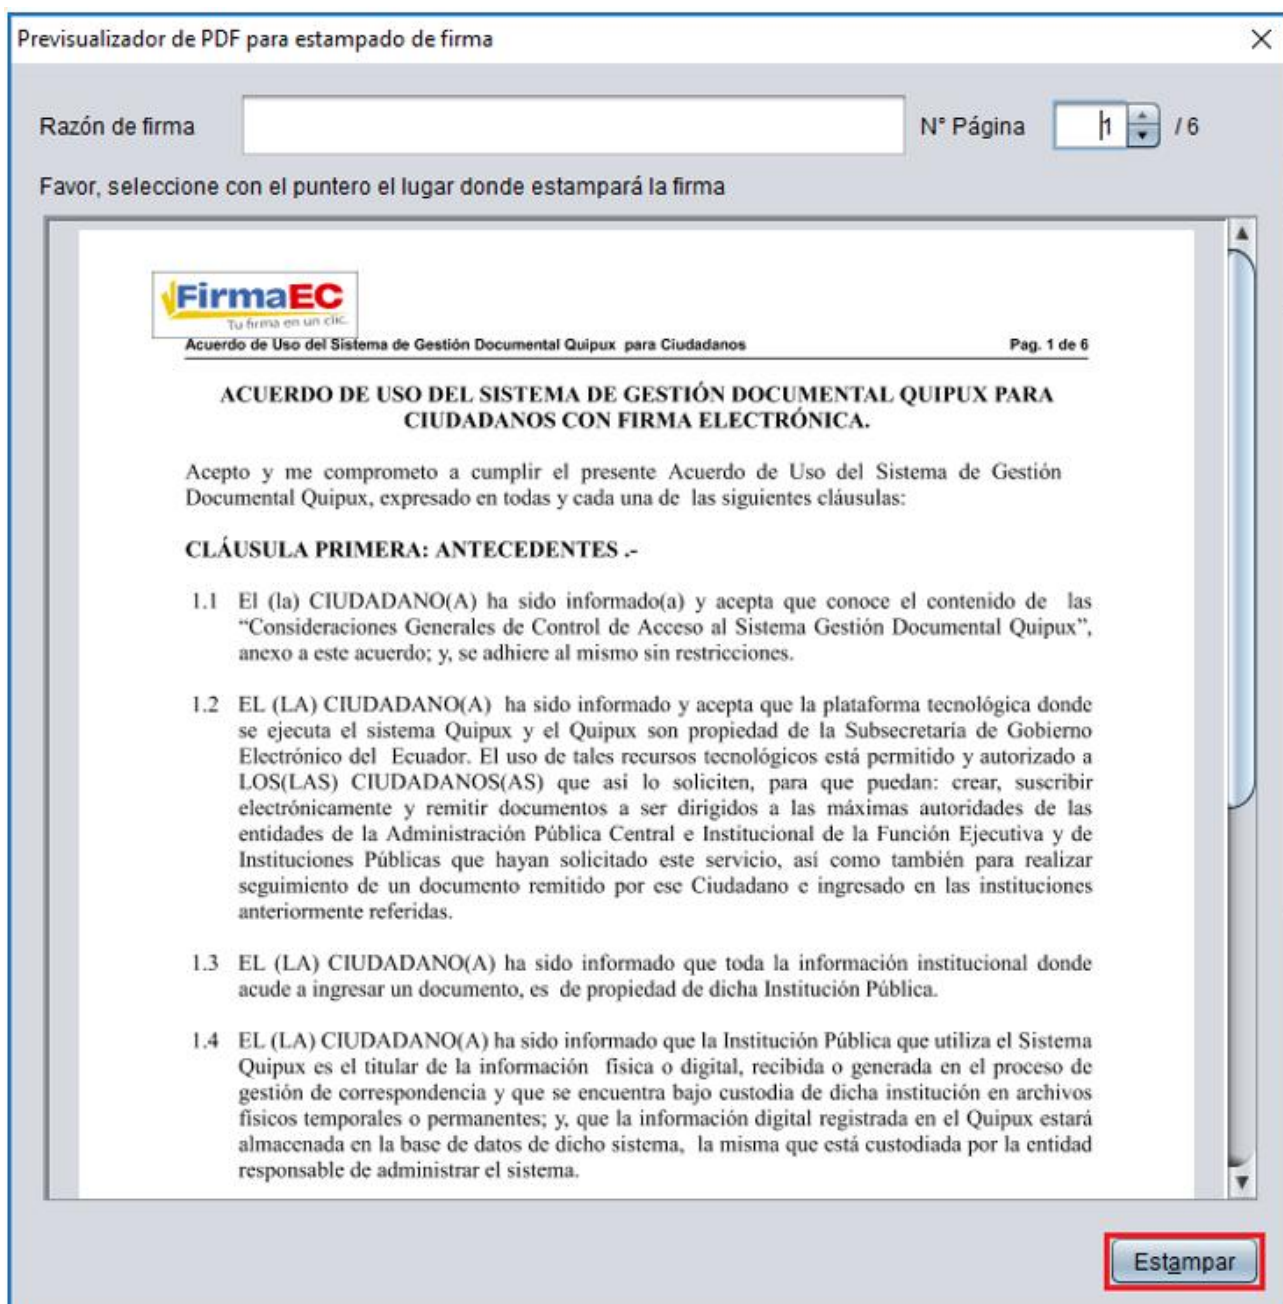 Previsualizador de PDF para estampado de firma
Razón de firma
N° Página 1 / 6
Favor, seleccione con el puntero el lugar donde estampará la firma
FirmaEC
Tu firma en un clic.
Acuerdo de Uso del Sistema de Gestión Documental Quipux para Ciudadanos Pag. 1 de 6
ACUERDO DE USO DEL SISTEMA DE GESTIÓN DOCUMENTAL QUIPUX PARA
CIUDADANOS CON FIRMA ELECTRÓNICA.
Acepto y me comprometo a cumplir el presente Acuerdo de Uso del Sistema de Gestión
Documental Quipux, expresado en todas y cada una de las siguientes cláusulas:
CLÁUSULA PRIMERA: ANTECEDENTES .-
1.1 El (la) CIUDADANO(A) ha sido informado(a) y acepta que conoce el contenido de las
“Consideraciones Generales de Control de Acceso al Sistema Gestión Documental Quipux”,
anexo a este acuerdo; y, se adhiere al mismo sin restricciones.
1.2 EL (LA) CIUDADANO(A) ha sido informado y acepta que la plataforma tecnológica donde
se ejecuta el sistema Quipux y el Quipux son propiedad de la Subsecretaría de Gobierno
Electrónico del Ecuador. El uso de tales recursos tecnológicos está permitido y autorizado a
LOS(LAS) CIUDADANOS(AS) que así lo soliciten, para que puedan: crear, suscribir
electrónicamente y remitir documentos a ser dirigidos a las máximas autoridades de las
entidades de la Administración Pública Central e Institucional de la Función Ejecutiva y de
Instituciones Públicas que hayan solicitado este servicio, así como también para realizar
seguimiento de un documento remitido por ese Ciudadano e ingresado en las instituciones
anteriormente referidas.
1.3 EL (LA) CIUDADANO(A) ha sido informado que toda la información institucional donde
acude a ingresar un documento, es de propiedad de dicha Institución Pública.
1.4 EL (LA) CIUDADANO(A) ha sido informado que la Institución Pública que utiliza el Sistema
Quipux es el titular de la información física o digital, recibida o generada en el proceso de
gestión de correspondencia y que se encuentra bajo custodia de dicha institución en archivos
físicos temporales o permanentes; y, que la información digital registrada en el Quipux estará
almacenada en la base de datos de dicho sistema, la misma que está custodiada por la entidad
responsable de administrar el sistema.
Estampar